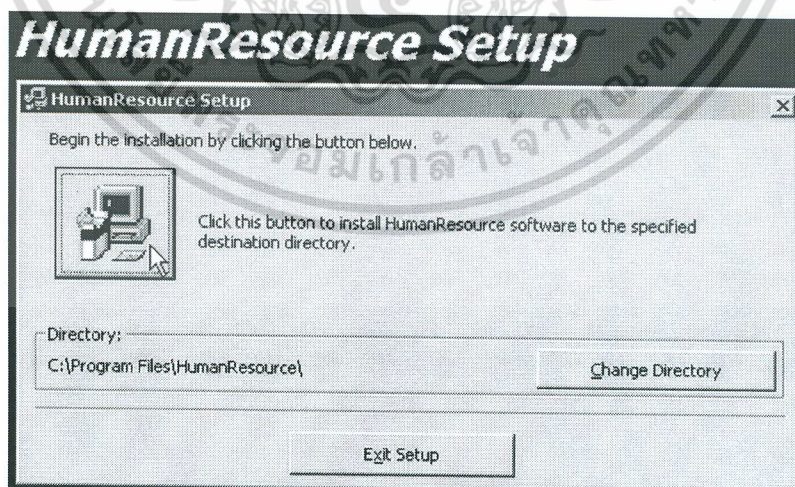 HumanResource Setup
HumanResource Setup
Begin the installation by clicking the button below.
Click this button to install HumanResource software to the specified
destination directory.
Directory:
C:\Program Files\HumanResource\
Change Directory
Exit Setup